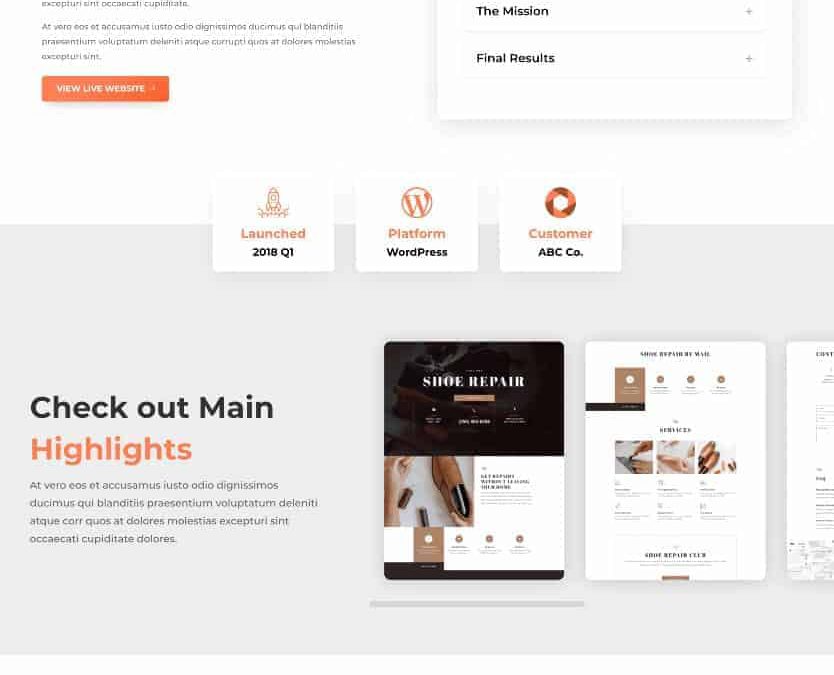 excepturi sint occaecati cupiditate.
At vero eos et accusamus iusto odio dignissimos ducimus qui blanditiis
praesentium voluptatum deleniti atque corrupti quos at dolores molestias
excepturi sint.
VIEW LIVE WEBSITE
The Mission +
Final Results +
Launched
2018 Q1
Platform
WordPress
Customer
ABC Co.
Check out Main
Highlights
At vero eos et accusamus iusto odio dignissimos
ducimus qui blanditiis praesentium voluptatum deleniti
atque corr quos at dolores molestias excepturi sint
occaecati cupiditate dolores.
SHOE REPAIR
GET REPAIRS
WITHOUT LEAVING
YOUR HOME
SHOE REPAIR BY MAIL
SERVICES
SHOE REPAIR CLUB
CONT